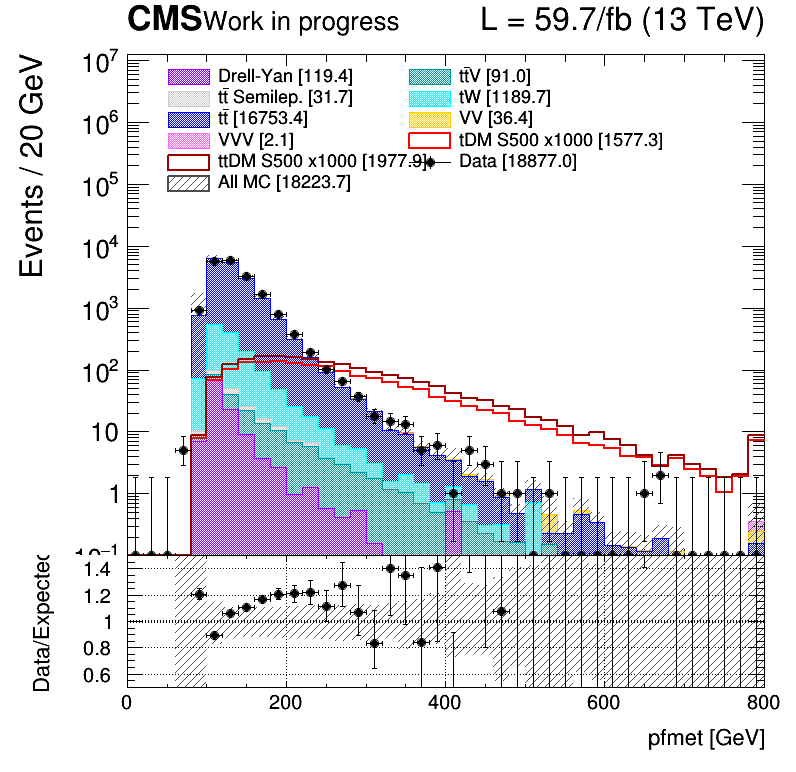 CMS Work in progress L = 59.7/fb (13 TeV)
Events / 20 GeV
10⁷
10⁶
10⁵
10⁴
10³
10²
10
1
10⁻¹
Drell-Yan [119.4]
tt̄V [91.0]
tt̄ Semilep. [31.7]
tW [1189.7]
tt̄ [16753.4]
VV [36.4]
VVV [2.1]
tDM S500 x1000 [1577.3]
ttDM S500 x1000 [1977.9]
Data [18877.0]
All MC [18223.7]
Data/Expected
1.4
1.2
1
0.8
0.6
0 200 400 600 800
pfmet [GeV]